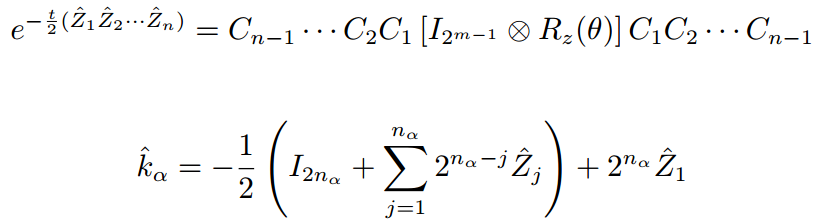 $e^{-\frac{t}{2}(\hat{Z}_1\hat{Z}_2\cdots\hat{Z}_n)} = C_{n-1}\cdots C_2C_1\left[I_{2^{m-1}}\otimes R_z(\theta)\right]C_1C_2\cdots C_{n-1}$
$\hat{k}_\alpha = -\frac{1}{2}\left(I_{2n_\alpha}+\sum_{j=1}^{n_\alpha}2^{n_\alpha-j}\hat{Z}_j\right)+2^{n_\alpha}\hat{Z}_1$